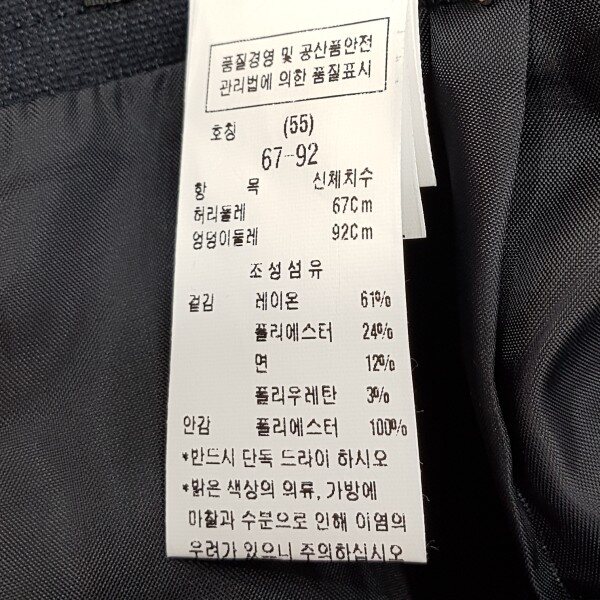 품질경영 및 공산품안전
관리법에 의한 품질표시
호칭 (55)
67-92
항 목 신체치수
허리둘레 67Cm
엉덩이둘레 92Cm
조성섬유
겉감 레이온 61%
폴리에스터 24%
면 12%
폴리우레탄 3%
안감 폴리에스터 100%
*반드시 단독 드라이 하시오
*밝은 색상의 의류, 가방에
마찰과 수분으로 인해 이염의
우려가 있으니 주의하십시오